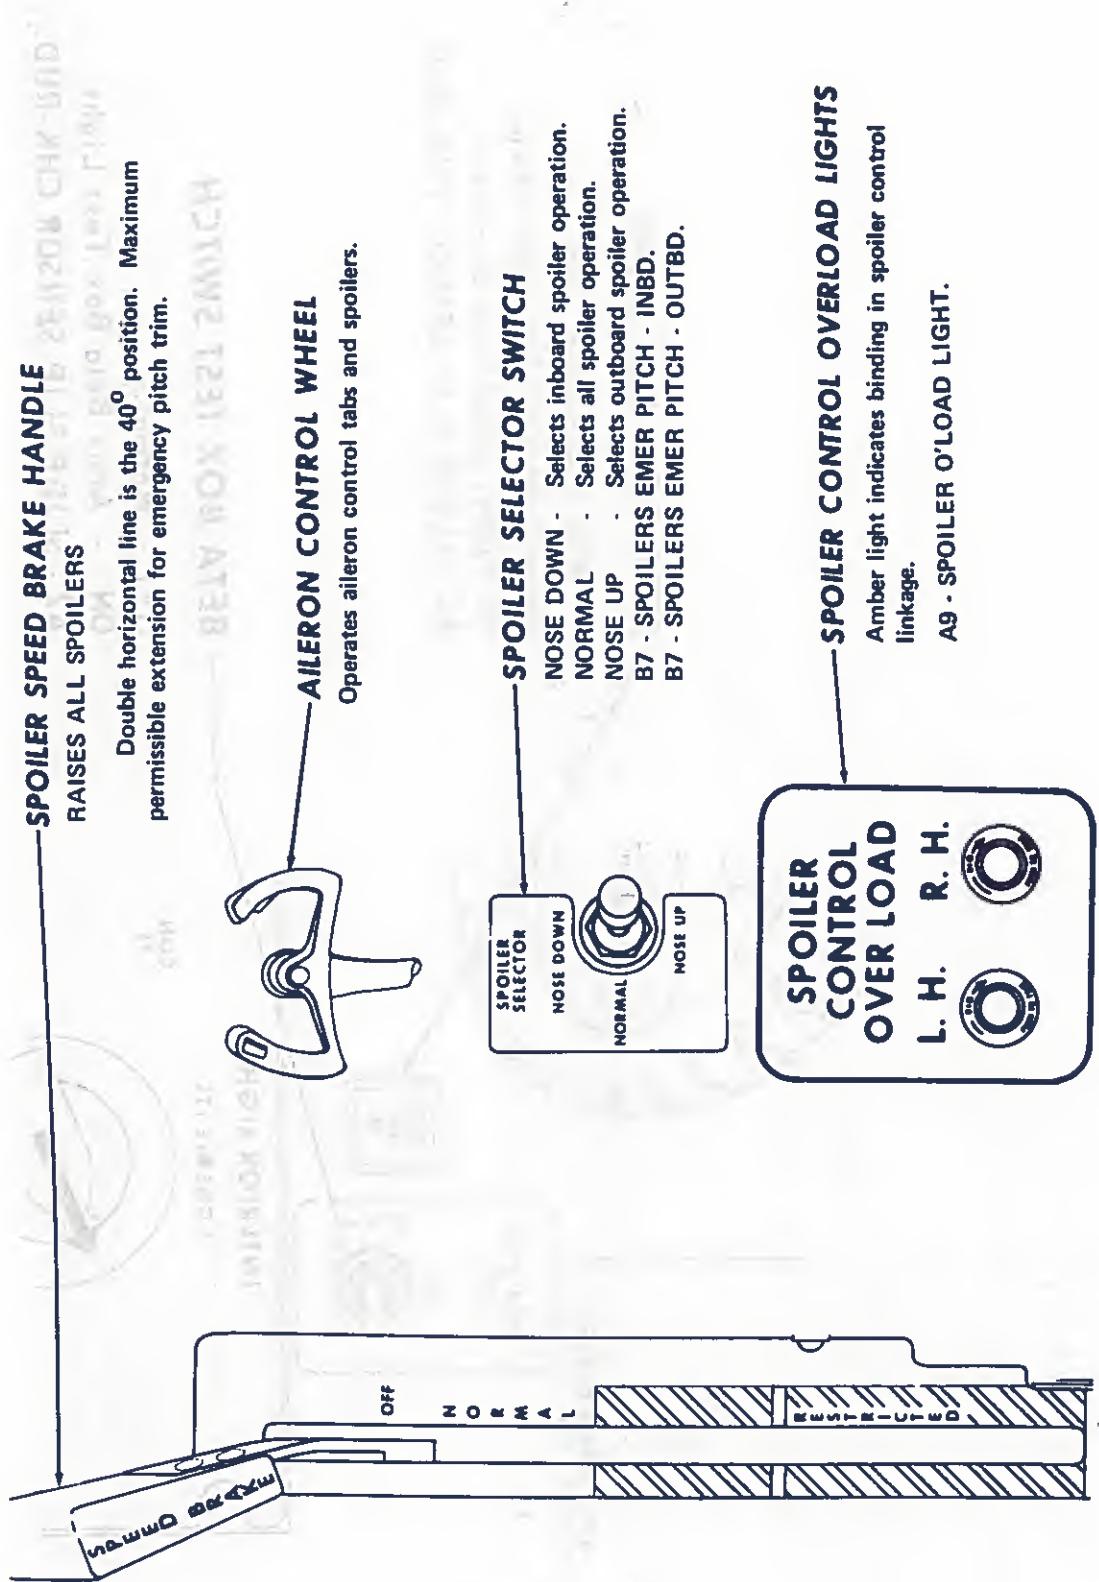 SPOILER SPEED BRAKE HANDLE
RAISES ALL SPOILERS
Double horizontal line is the 40° position. Maximum
permissible extension for emergency pitch trim.
AILERON CONTROL WHEEL
Operates aileron control tabs and spoilers.
SPOILER SELECTOR SWITCH
NOSE DOWN - Selects inboard spoiler operation.
NORMAL - Selects all spoiler operation.
NOSE UP - Selects outboard spoiler operation.
B7 - SPOILERS EMER PITCH - INBD.
B7 - SPOILERS EMER PITCH - OUTBD.
SPOILER CONTROL OVERLOAD LIGHTS
Amber light indicates binding in spoiler control
linkage.
A9 - SPOILER O'LOAD LIGHT.
SPEED BRAKE
OFF
NORMAL
RESTRICTED
SPOILER
SELECTOR
NOSE DOWN
NORMAL
NOSE UP
SPOILER
CONTROL
OVER LOAD
L. H. R. H.
BETA BOX TEST SWITCH